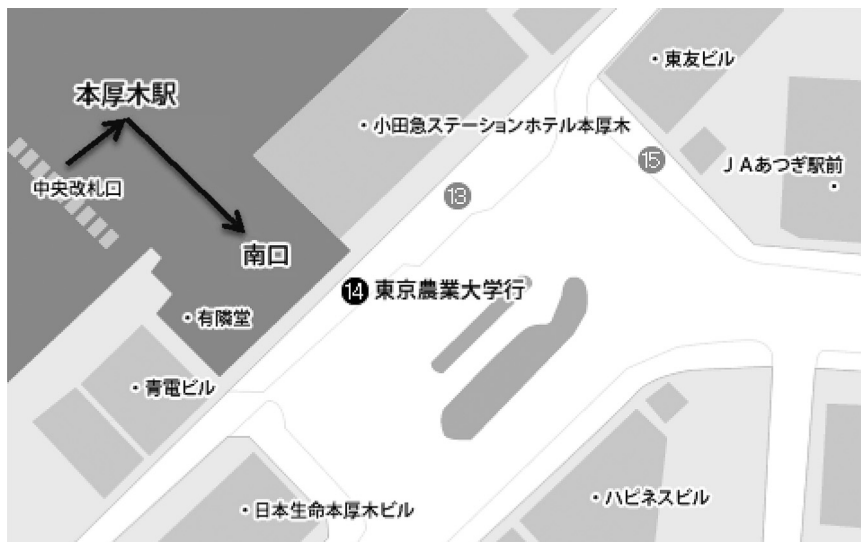 ・東友ビル
本厚木駅
・小田急ステーションホテル本厚木
15
JAあつぎ駅前
・
中央改札口
13
南口
14 東京農業大学行
・有隣堂
・青電ビル
・ハピネスビル
・日本生命本厚木ビル